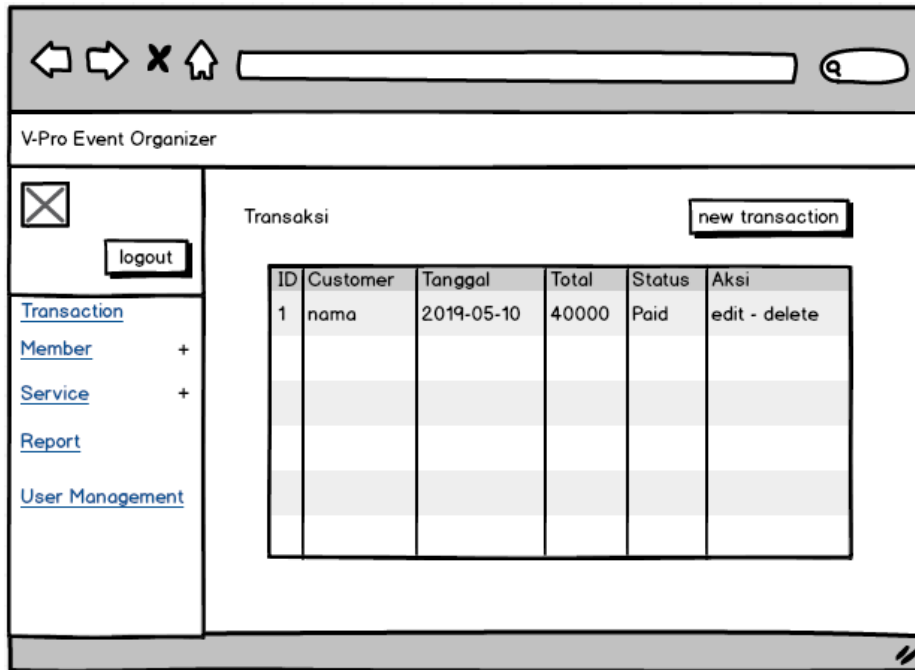 V-Pro Event Organizer
logout
Transaction
Member +
Service +
Report
User Management
Transaksi
new transaction
ID Customer Tanggal Total Status Aksi
1 nama 2019-05-10 40000 Paid edit - delete